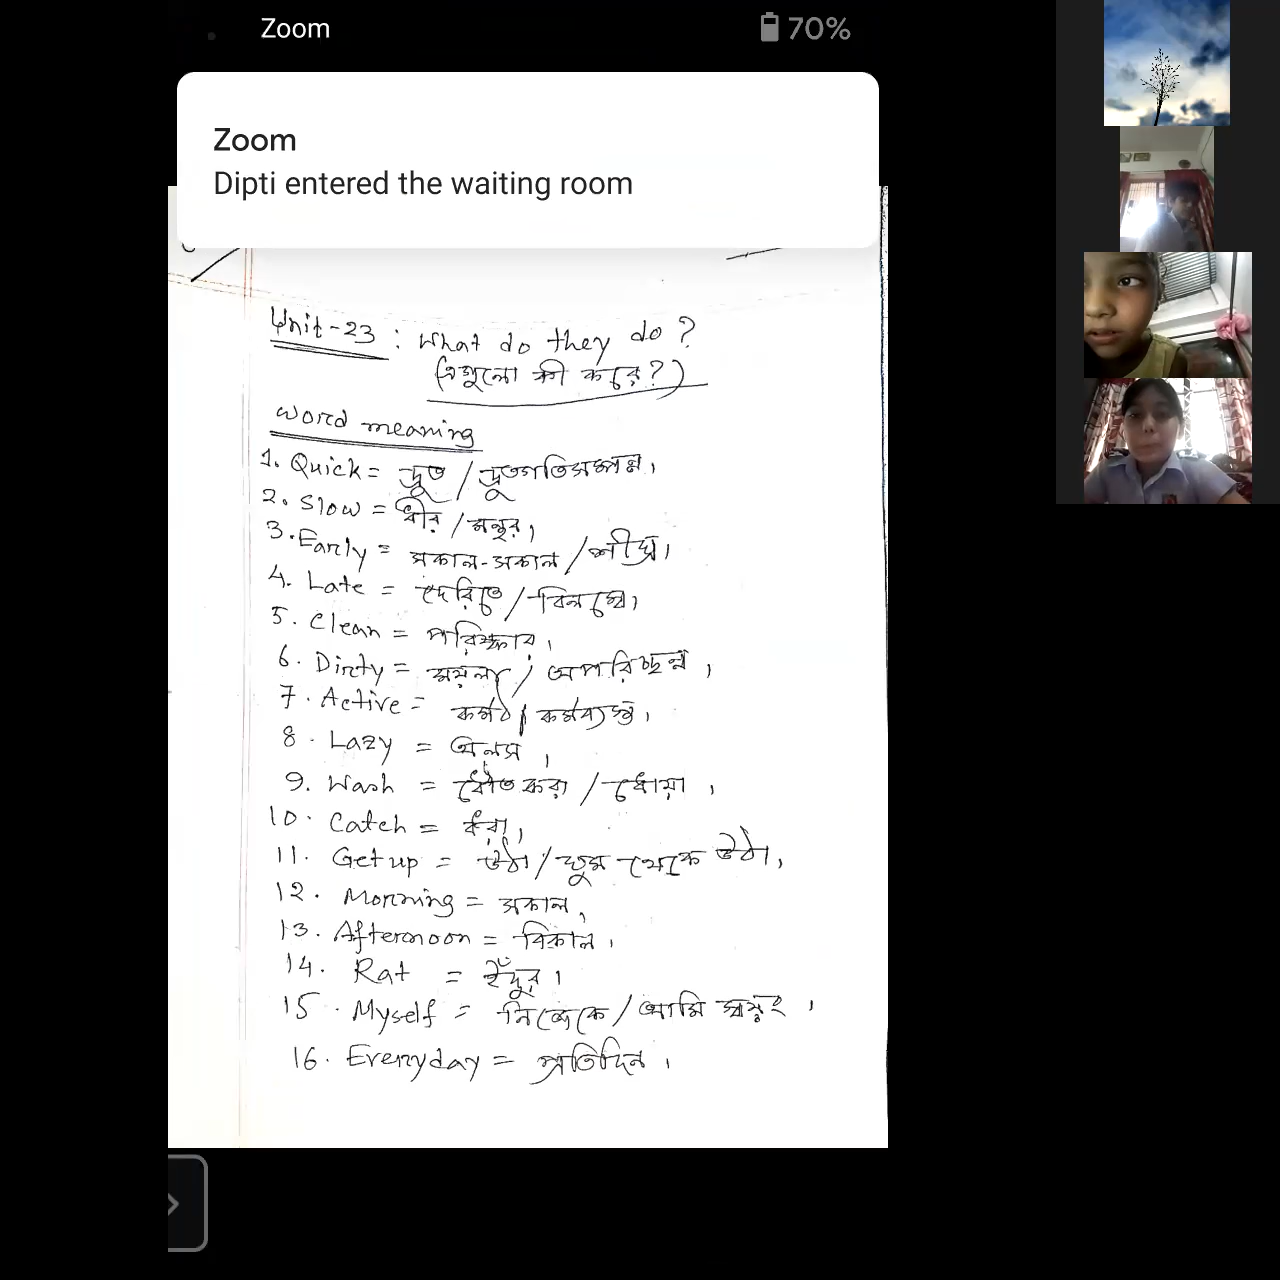 Zoom
70%
Zoom
Dipti entered the waiting room
Unit-23 : What do they do ?
(এগুলো কী করে?)
Word meaning
1. Quick = দ্রুত / দ্রুতগতিসম্পন্ন।
2. Slow = ধীর / মন্থর।
3. Early = সকাল-সকাল / শীঘ্র।
4. Late = দেরিতে / বিলম্বে।
5. Clean = পরিষ্কার।
6. Dirty = ময়লা / অপরিচ্ছন্ন।
7. Active = কর্মঠ / কর্মব্যস্ত।
8. Lazy = অলস।
9. Wash = ধৌত করা / ধোয়া।
10. Catch = ধরা।
11. Get up = উঠা / ঘুম থেকে উঠা।
12. Morning = সকাল।
13. Afternoon = বিকাল।
14. Rat = ইঁদুর।
15. Myself = নিজেকে / আমি স্বয়ং।
16. Everyday = প্রতিদিন।